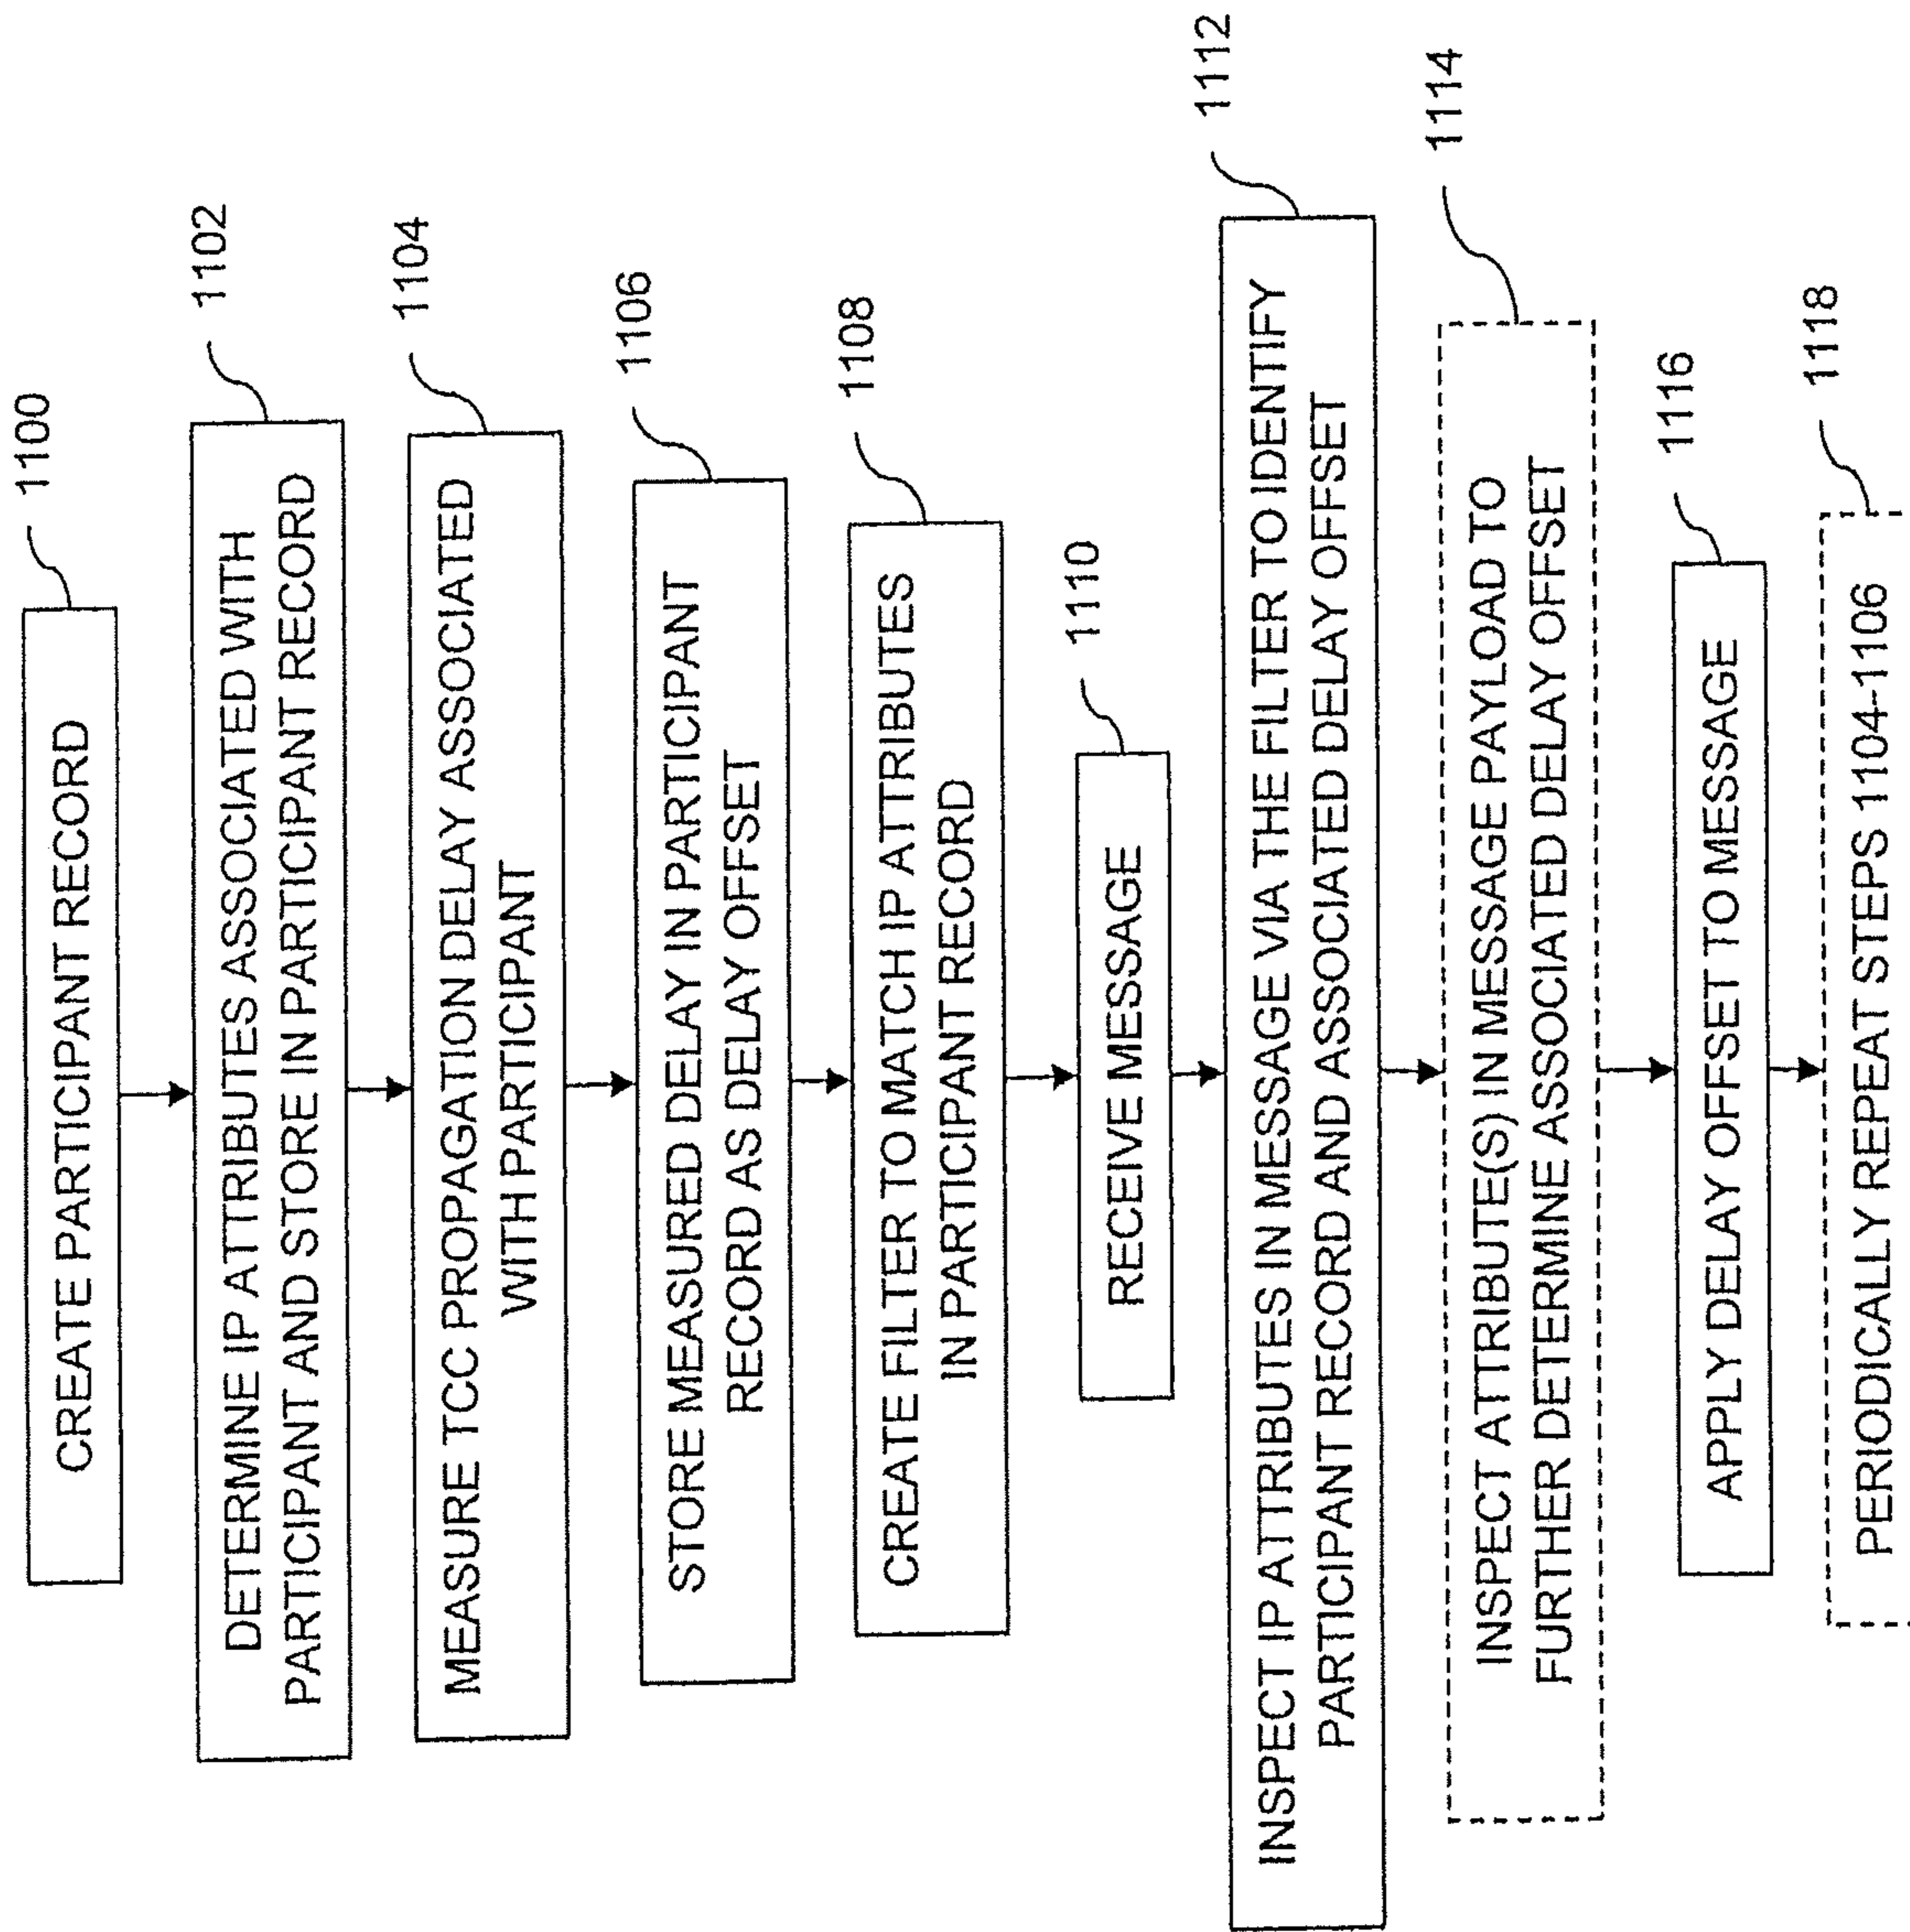 1100
CREATE PARTICIPANT RECORD
1102
DETERMINE IP ATTRIBUTES ASSOCIATED WITH
PARTICIPANT AND STORE IN PARTICIPANT RECORD
1104
MEASURE TCC PROPAGATION DELAY ASSOCIATED
WITH PARTICIPANT
1106
STORE MEASURED DELAY IN PARTICIPANT
RECORD AS DELAY OFFSET
1108
CREATE FILTER TO MATCH IP ATTRIBUTES
IN PARTICIPANT RECORD
1110
RECEIVE MESSAGE
1112
INSPECT IP ATTRIBUTES IN MESSAGE VIA THE FILTER TO IDENTIFY
PARTICIPANT RECORD AND ASSOCIATED DELAY OFFSET
1114
INSPECT ATTRIBUTE(S) IN MESSAGE PAYLOAD TO
FURTHER DETERMINE ASSOCIATED DELAY OFFSET
1116
APPLY DELAY OFFSET TO MESSAGE
1118
PERIODICALLY REPEAT STEPS 1104-1106